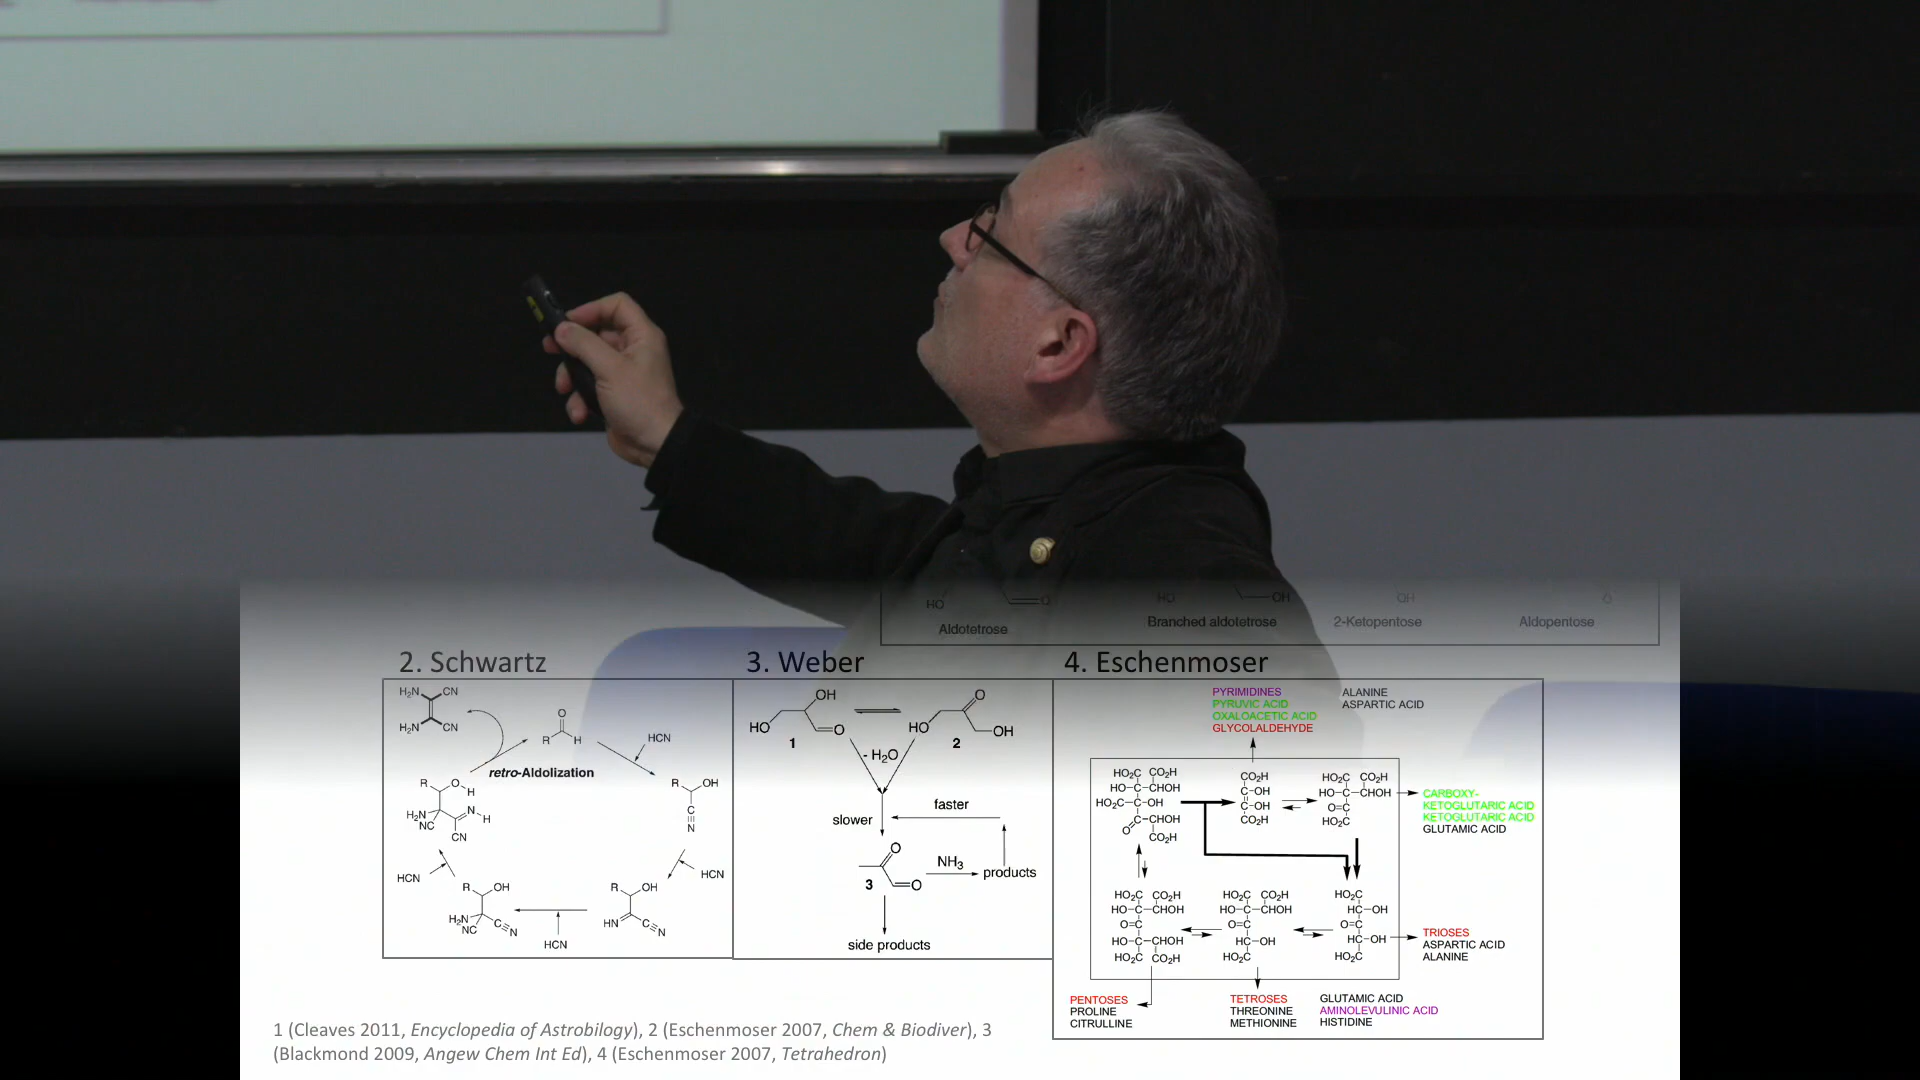 HO
O
HO
OH
OH
O
Aldotetrose
Branched aldotetrose
2-Ketopentose
Aldopentose
2. Schwartz
3. Weber
4. Eschenmoser
H₂N CN
H₂N CN
O
R H
HCN
retro-Aldolization
R OH
C
N
R O H
H₂N
NC
N H
CN
HCN
HCN
R OH
H₂N
NC
C N
HCN
R OH
HN
C N
OH
HO
O
1
O
HO
OH
2
- H₂O
slower
faster
O
O
3
NH₃
products
side products
PYRIMIDINES
PYRUVIC ACID
OXALOACETIC ACID
GLYCOLALDEHYDE
ALANINE
ASPARTIC ACID
HO₂C CO₂H
HO-C-CHOH
HO₂C-C-OH
C-CHOH
O CO₂H
CO₂H
C-OH
C-OH
CO₂H
HO₂C CO₂H
HO-C-CHOH
O=C
HO₂C
CARBOXY-
KETOGLUTARIC ACID
KETOGLUTARIC ACID
GLUTAMIC ACID
HO₂C CO₂H
HO-C-CHOH
O=C
HO-C-CHOH
HO₂C CO₂H
HO₂C CO₂H
HO-C-CHOH
O=C
HC-OH
HO₂C
HO₂C
HC-OH
O=C
HC-OH
HO₂C
TRIOSES
ASPARTIC ACID
ALANINE
PENTOSES
PROLINE
CITRULLINE
TETROSES
THREONINE
METHIONINE
GLUTAMIC ACID
AMINOLEVULINIC ACID
HISTIDINE
1 (Cleaves 2011, Encyclopedia of Astrobilogy), 2 (Eschenmoser 2007, Chem & Biodiver), 3
(Blackmond 2009, Angew Chem Int Ed), 4 (Eschenmoser 2007, Tetrahedron)